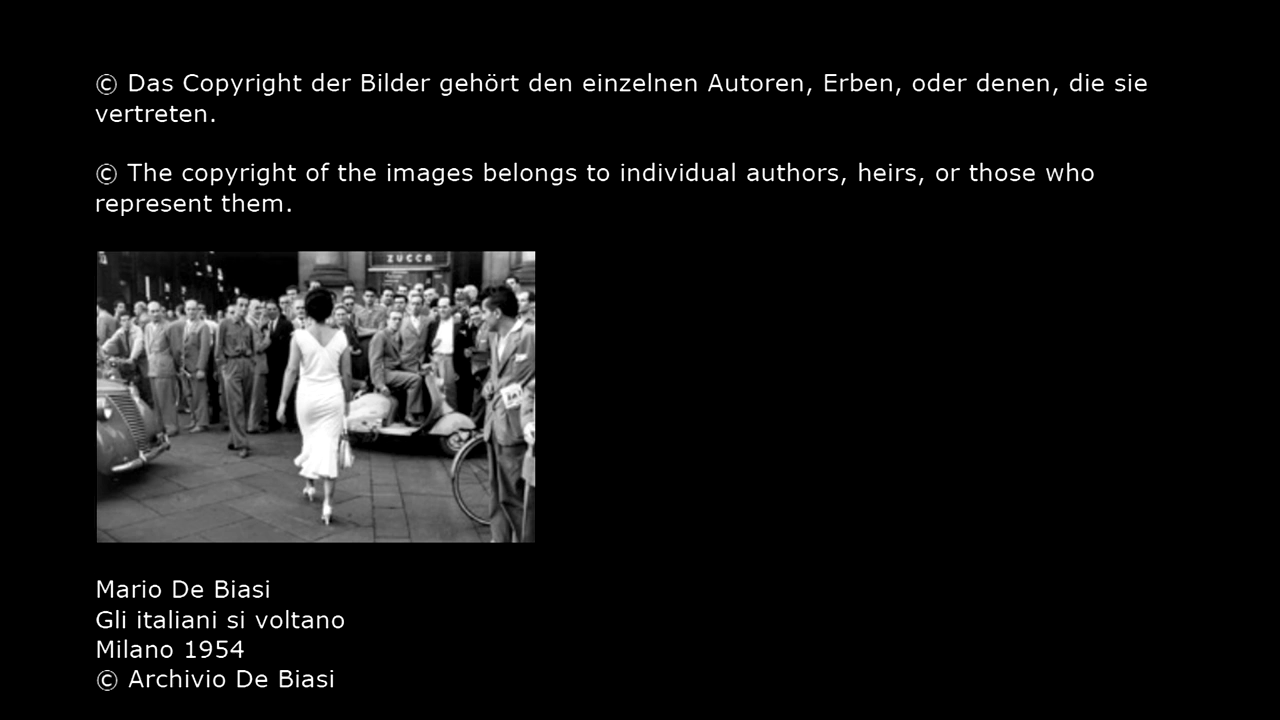 © Das Copyright der Bilder gehört den einzelnen Autoren, Erben, oder denen, die sie
vertreten.
© The copyright of the images belongs to individual authors, heirs, or those who
represent them.
ZUCCA
Mario De Biasi
Gli italiani si voltano
Milano 1954
© Archivio De Biasi